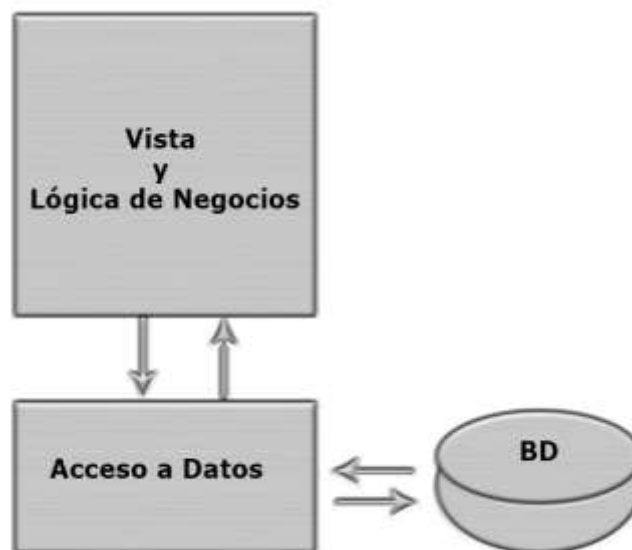 Vista
y
Lógica de Negocios
Acceso a Datos
BD